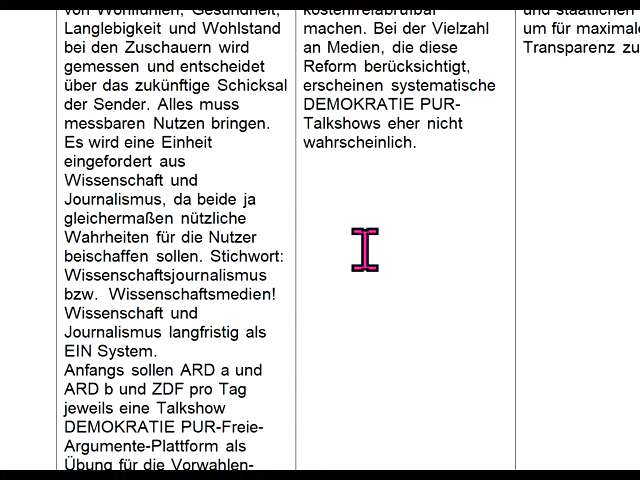 von Wohlfühlen, Gesundheit,
Langlebigkeit und Wohlstand
bei den Zuschauern wird
gemessen und entscheidet
über das zukünftige Schicksal
der Sender. Alles muss
messbaren Nutzen bringen.
Es wird eine Einheit
eingefordert aus
Wissenschaft und
Journalismus, da beide ja
gleichermaßen nützliche
Wahrheiten für die Nutzer
beischaffen sollen. Stichwort:
Wissenschaftsjournalismus
bzw. Wissenschaftsmedien!
Wissenschaft und
Journalismus langfristig als
EIN System.
Anfangs sollen ARD a und
ARD b und ZDF pro Tag
jeweils eine Talkshow
DEMOKRATIE PUR-Freie-
Argumente-Plattform als
Übung für die Vorwahlen-
kostenfreiabrufbar
machen. Bei der Vielzahl
an Medien, die diese
Reform berücksichtigt,
erscheinen systematische
DEMOKRATIE PUR-
Talkshows eher nicht
wahrscheinlich.
und staatlichen
um für maximale
Transparenz zu